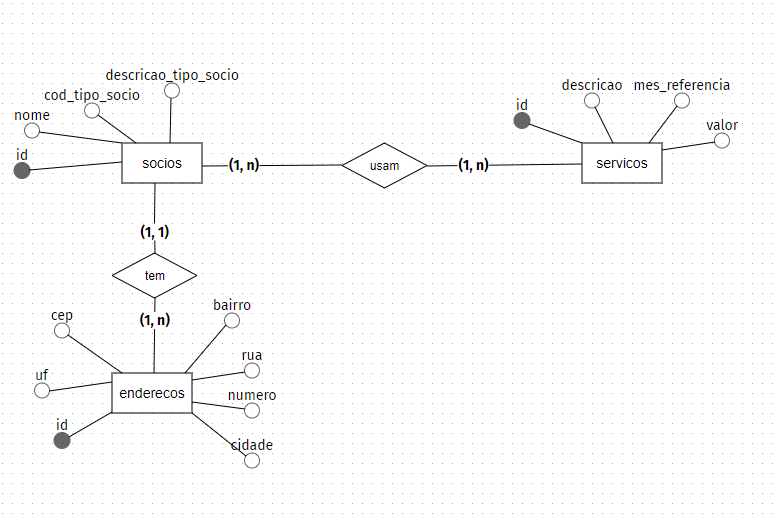 descricao_tipo_socio
cod_tipo_socio
nome
id
socios
(1, n)
usam
(1, n)
servicos
id
descricao
mes_referencia
valor
(1, 1)
tem
(1, n)
bairro
cep
rua
uf
enderecos
numero
id
cidade